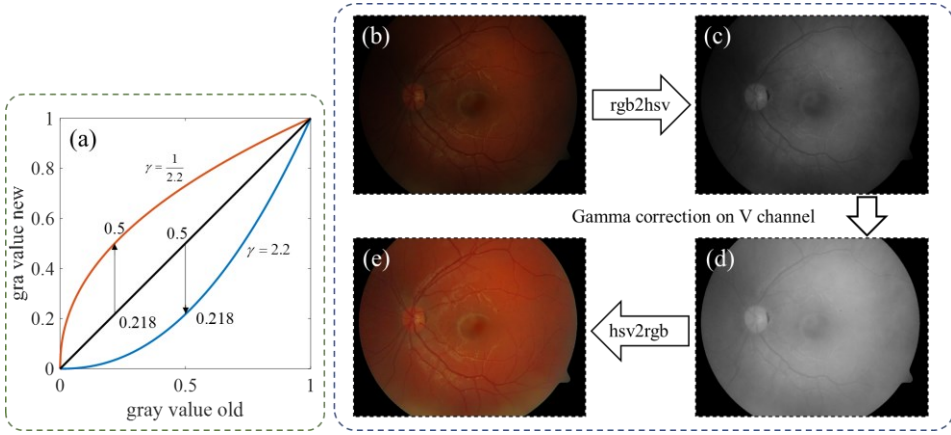 (a)
1
0.8
0.6
0.4
0.2
0
gra value new
γ = 1/2.2
0.5
0.5
γ = 2.2
0.218
0.218
0
0.5
1
gray value old
(b)
rgb2hsv
(c)
Gamma correction on V channel
(e)
hsv2rgb
(d)